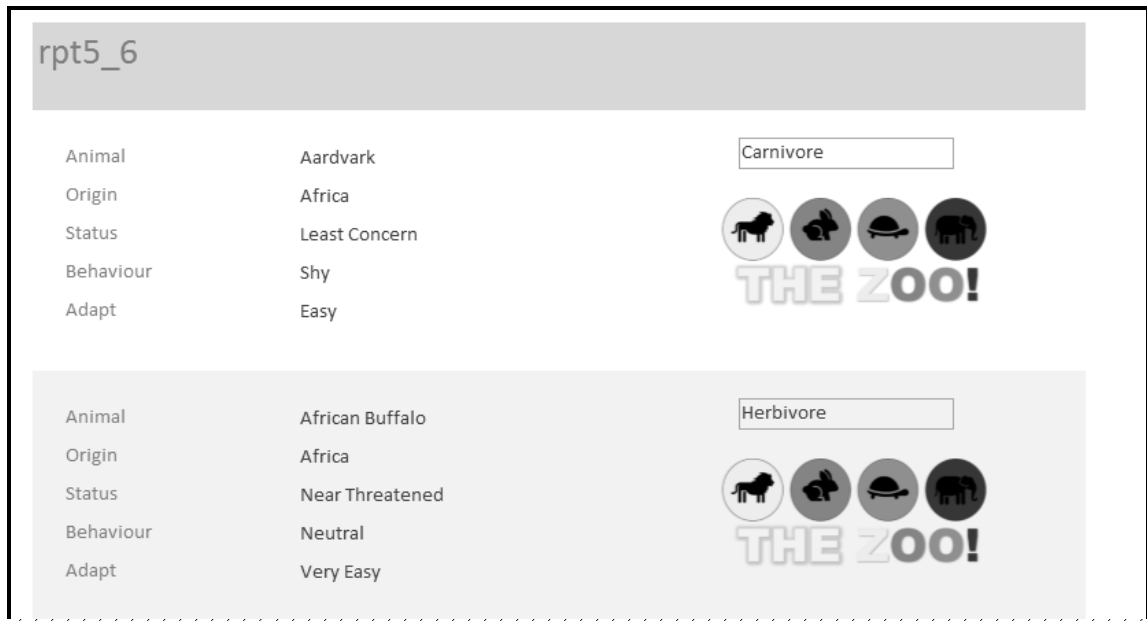 rpt5_6
Animal Aardvark Carnivore
Origin Africa
Status Least Concern
Behaviour Shy
THE ZOO!
Adapt Easy
Animal African Buffalo Herbivore
Origin Africa
Status Near Threatened
Behaviour Neutral
THE ZOO!
Adapt Very Easy